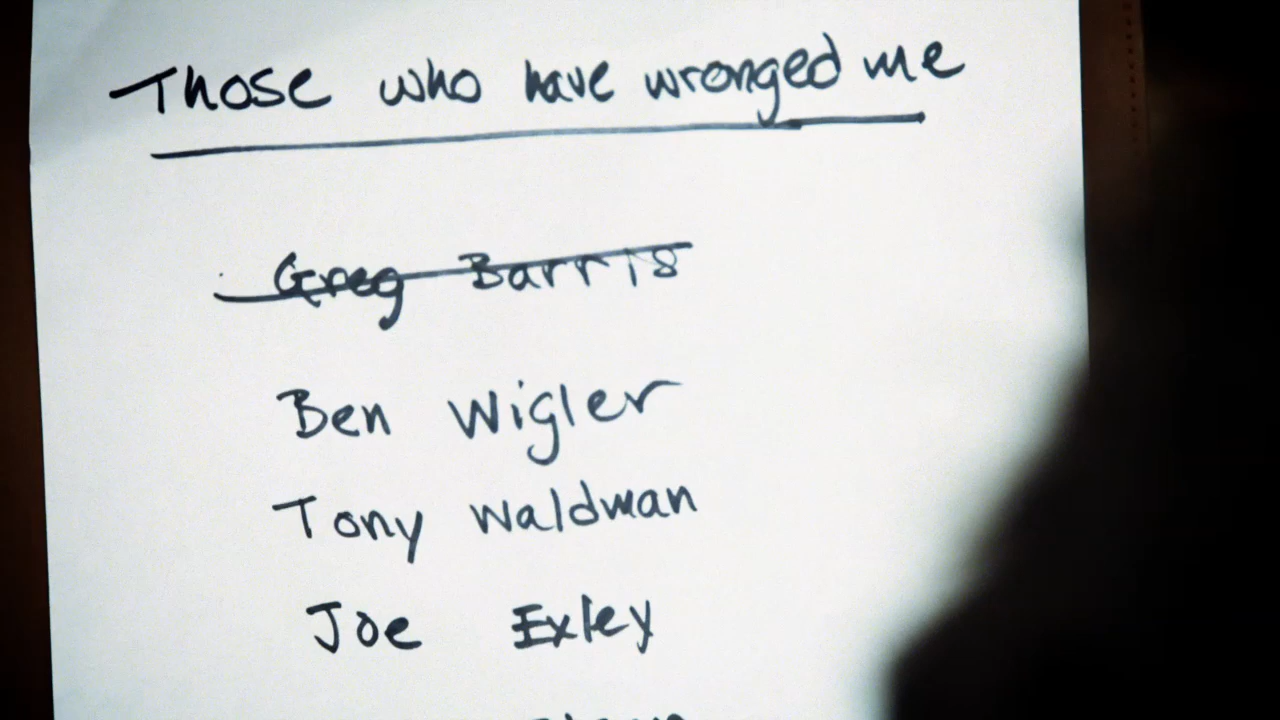 Those who have wronged me
Greg Barris
Ben Wigler
Tony Waldman
Joe Exley